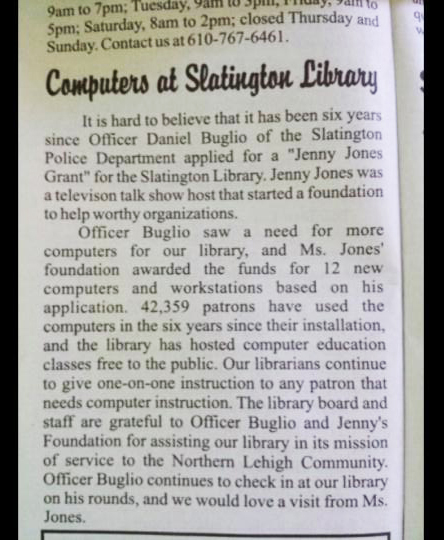 9am to 7pm; Tuesday, 9am to 5pm; Friday, 9am to
5pm; Saturday, 8am to 2pm; closed Thursday and
Sunday. Contact us at 610-767-6461.
Computers at Slatington Library
It is hard to believe that it has been six years
since Officer Daniel Buglio of the Slatington
Police Department applied for a "Jenny Jones
Grant" for the Slatington Library. Jenny Jones was
a televison talk show host that started a foundation
to help worthy organizations.
Officer Buglio saw a need for more
computers for our library, and Ms. Jones'
foundation awarded the funds for 12 new
computers and workstations based on his
application. 42,359 patrons have used the
computers in the six years since their installation,
and the library has hosted computer education
classes free to the public. Our librarians continue
to give one-on-one instruction to any patron that
needs computer instruction. The library board and
staff are grateful to Officer Buglio and Jenny's
Foundation for assisting our library in its mission
of service to the Northern Lehigh Community.
Officer Buglio continues to check in at our library
on his rounds, and we would love a visit from Ms.
Jones.